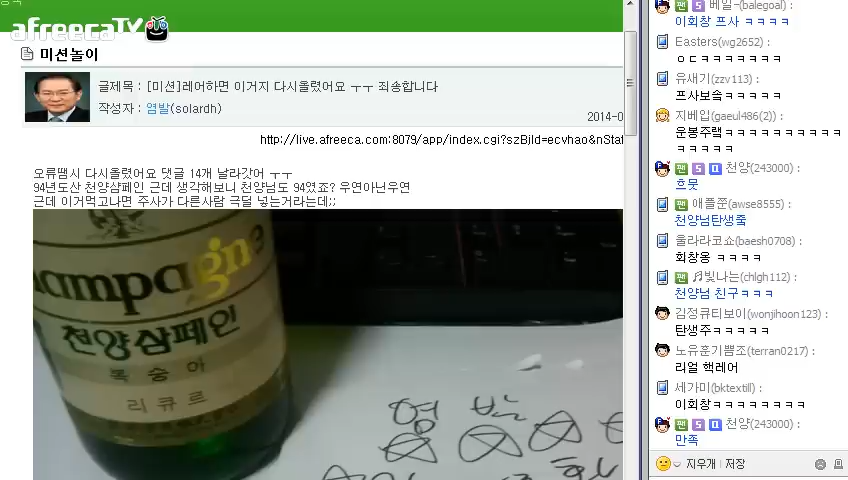 afreecaTV
미션놀이
글제목 : [미션]레어하면 이거지 다시올렸어요 ㅜㅜ 죄송합니다
작성자 : 염발(solardh)
2014-0
http://live.afreeca.com:8079/app/index.cgi?szBjId=ecvhao&nStat
오류땜시 다시올렸어요 댓글 14개 날라갔어 ㅜㅜ
94년도산 천양샴페인 근데 생각해보니 천양님도 94였죠? 우연아닌우연
근데 이거먹고나면 주사가 다른사람 극딜 넣는거라는데;;
hampagne
천양샴페인
복숭아
리큐르
염발
베일-(balegoal) :
이회창 프사 ㅋㅋㅋㅋ
Easters(wg2652) :
ㅇㄷㅋㅋㅋㅋㅋㅋㅋ
유새기(zzv113) :
프사보솤ㅋㅋㅋㅋㅋ
지베입(gaeul486(2)) :
운봉주랰ㅋㅋㅋㅋㅋㅋㅋㅋㅋㅋ
ㅋㅋㅋㅋㅋ
팬 S 천양(243000) :
흐뭇
팬 애플쭌(awse8555) :
천양님탄생줔
울라라코쇼(baesh0708) :
회창옹 ㅋㅋㅋㅋ
팬 ♬빛나는(chlgh112) :
천양님 친구ㅋㅋㅋ
김정큐티보이(wonjihoon123) :
탄생주ㅋㅋㅋㅋㅋ
노유훈기쁨조(terran0217) :
리얼 핵레어
세가미(bktextill) :
이회창ㅋㅋㅋㅋㅋㅋㅋㅋ
팬 S 천양(243000) :
만족
지우개 저장